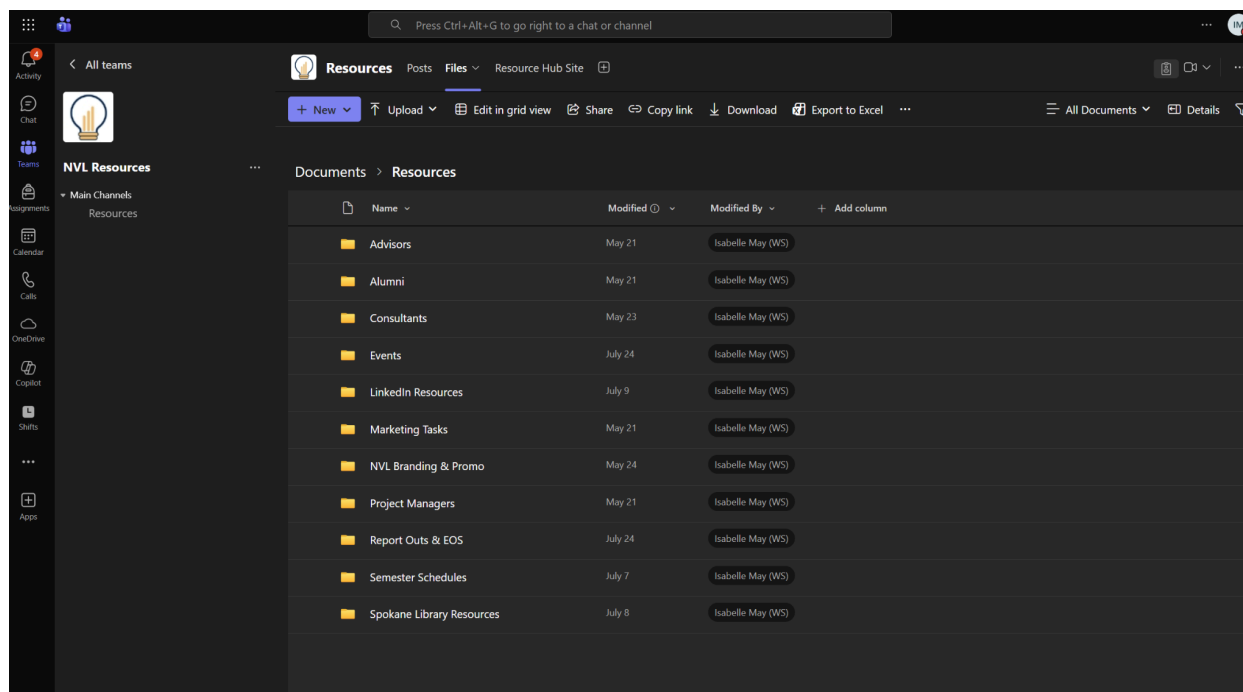 Press Ctrl+Alt+G to go right to a chat or channel
IM
4
Activity
Chat
Teams
Assignments
Calendar
Calls
OneDrive
Copilot
Shifts
Apps
All teams
NVL Resources
Main Channels
Resources
Resources Posts Files Resource Hub Site
New Upload Edit in grid view Share Copy link Download Export to Excel All Documents Details
Documents > Resources
Name Modified Modified By Add column
Advisors May 21 Isabelle May (WS)
Alumni May 21 Isabelle May (WS)
Consultants May 23 Isabelle May (WS)
Events July 24 Isabelle May (WS)
LinkedIn Resources July 9 Isabelle May (WS)
Marketing Tasks May 21 Isabelle May (WS)
NVL Branding & Promo May 24 Isabelle May (WS)
Project Managers May 21 Isabelle May (WS)
Report Outs & EOS July 24 Isabelle May (WS)
Semester Schedules July 7 Isabelle May (WS)
Spokane Library Resources July 8 Isabelle May (WS)